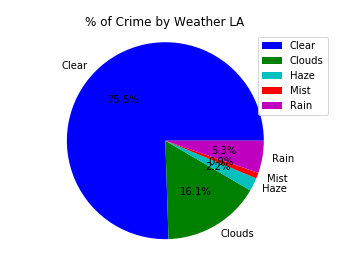 % of Crime by Weather LA
Clear
Clouds
Haze
Mist
Rain
Clear
75.5%
5.3%
0.9%
2.2%
Rain
Mist
Haze
16.1%
Clouds